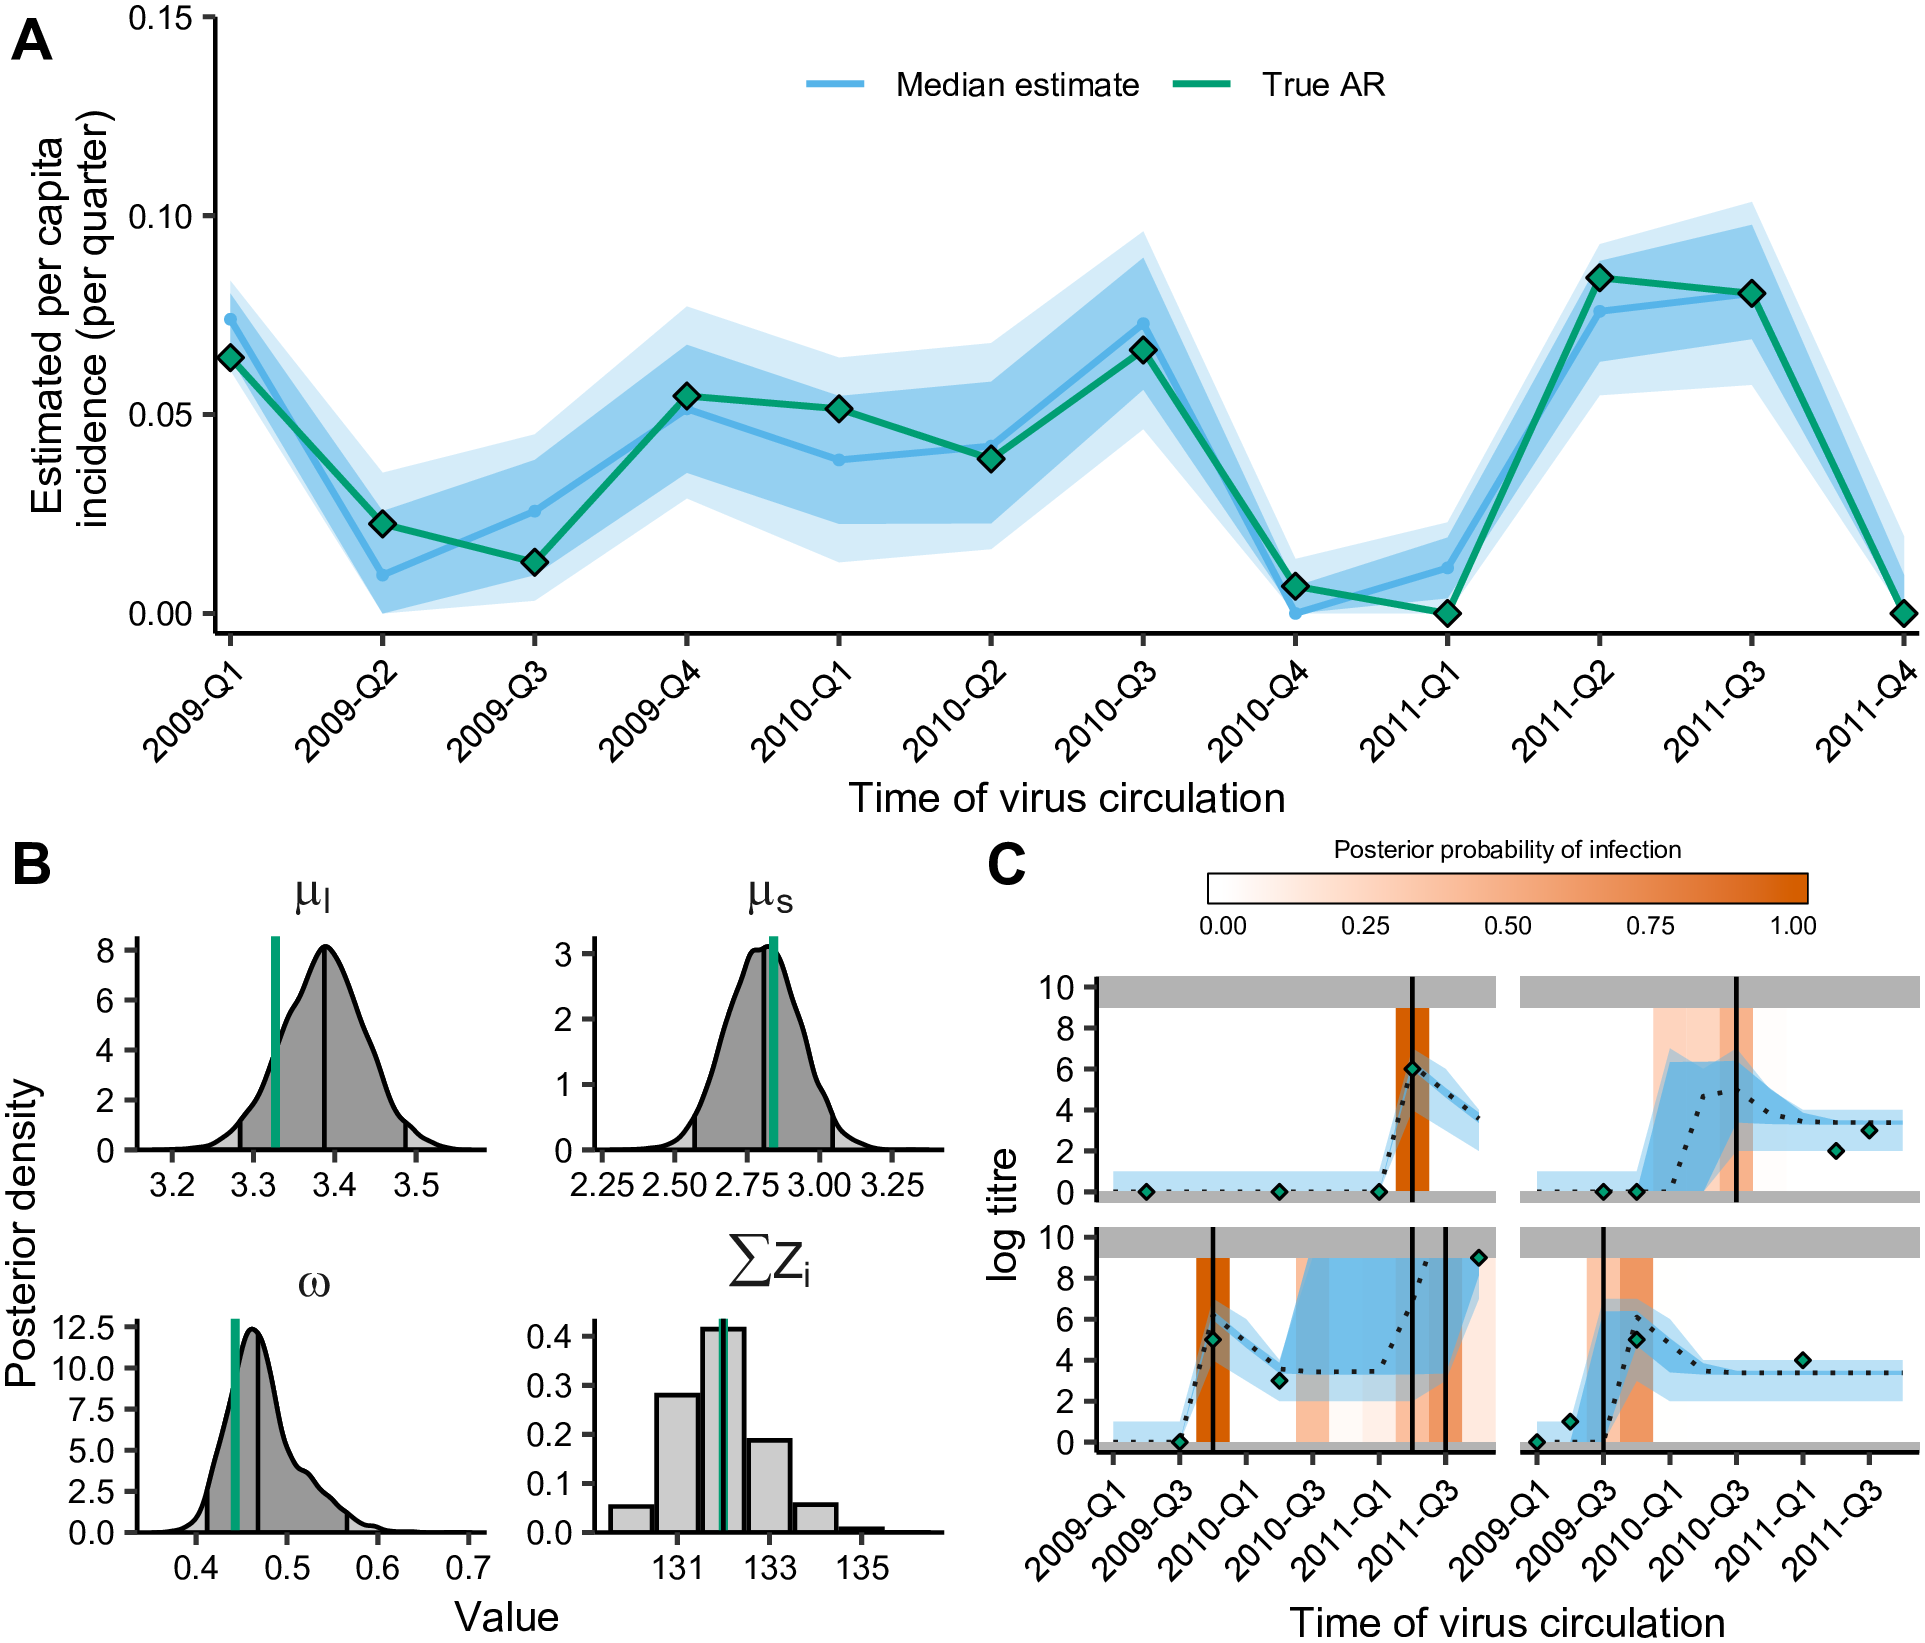 A
0.15
0.10
0.05
0.00
Estimated per capita
incidence (per quarter)
Median estimate
True AR
2009-Q1
2009-Q2
2009-Q3
2009-Q4
2010-Q1
2010-Q2
2010-Q3
2010-Q4
2011-Q1
2011-Q2
2011-Q3
2011-Q4
Time of virus circulation
B
Posterior density
μl
8
6
4
2
0
3.2 3.3 3.4 3.5
μs
3
2
1
0
2.25 2.50 2.75 3.00 3.25
ω
12.5
10.0
7.5
5.0
2.5
0.0
0.4 0.5 0.6 0.7
∑Zi
0.4
0.3
0.2
0.1
0.0
131 133 135
Value
C
Posterior probability of infection
0.00 0.25 0.50 0.75 1.00
log titre
10
8
6
4
2
0
10
8
6
4
2
0
2009-Q1
2009-Q3
2010-Q1
2010-Q3
2011-Q1
2011-Q3
2009-Q1
2009-Q3
2010-Q1
2010-Q3
2011-Q1
2011-Q3
Time of virus circulation